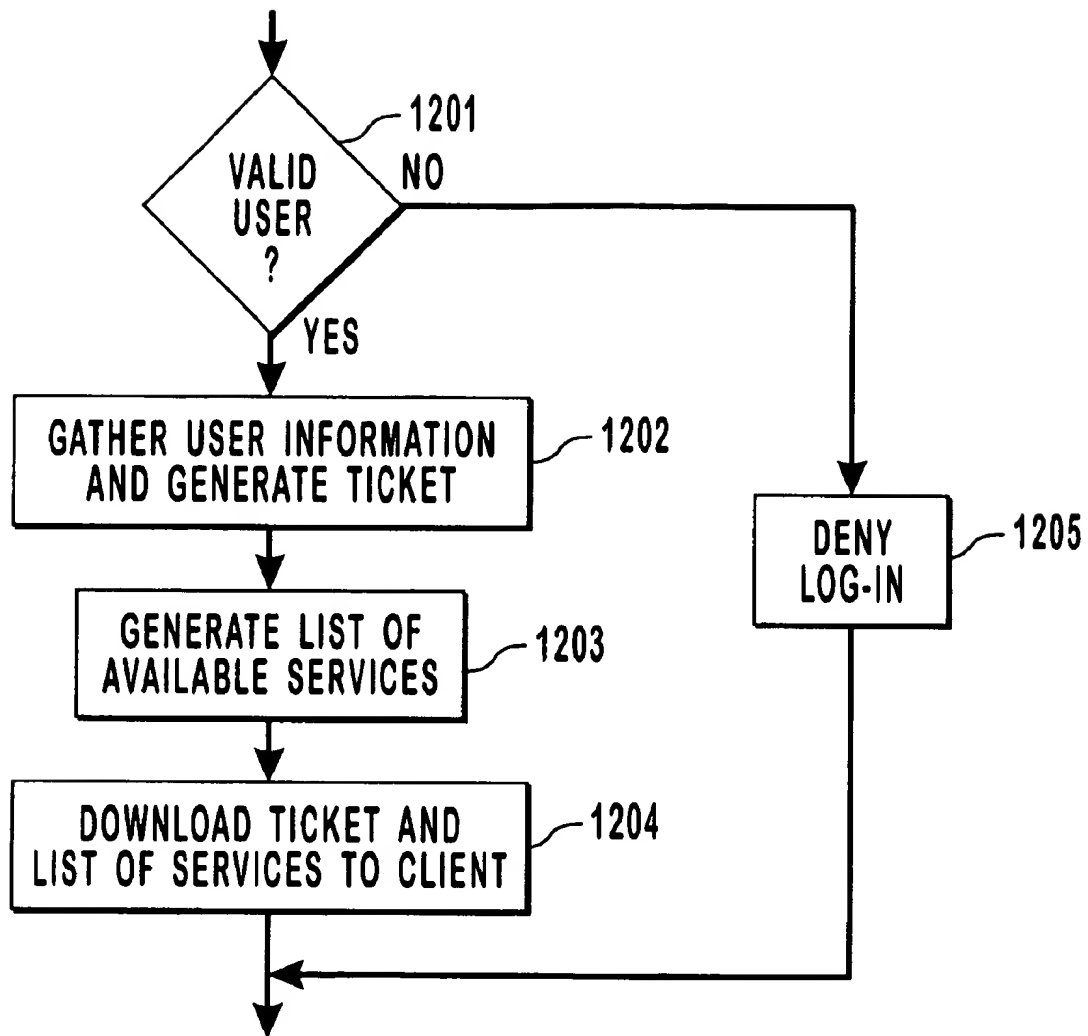 1201
VALID
USER
?
NO
YES
GATHER USER INFORMATION
AND GENERATE TICKET
1202
GENERATE LIST OF
AVAILABLE SERVICES
1203
DOWNLOAD TICKET AND
LIST OF SERVICES TO CLIENT
1204
DENY
LOG-IN
1205